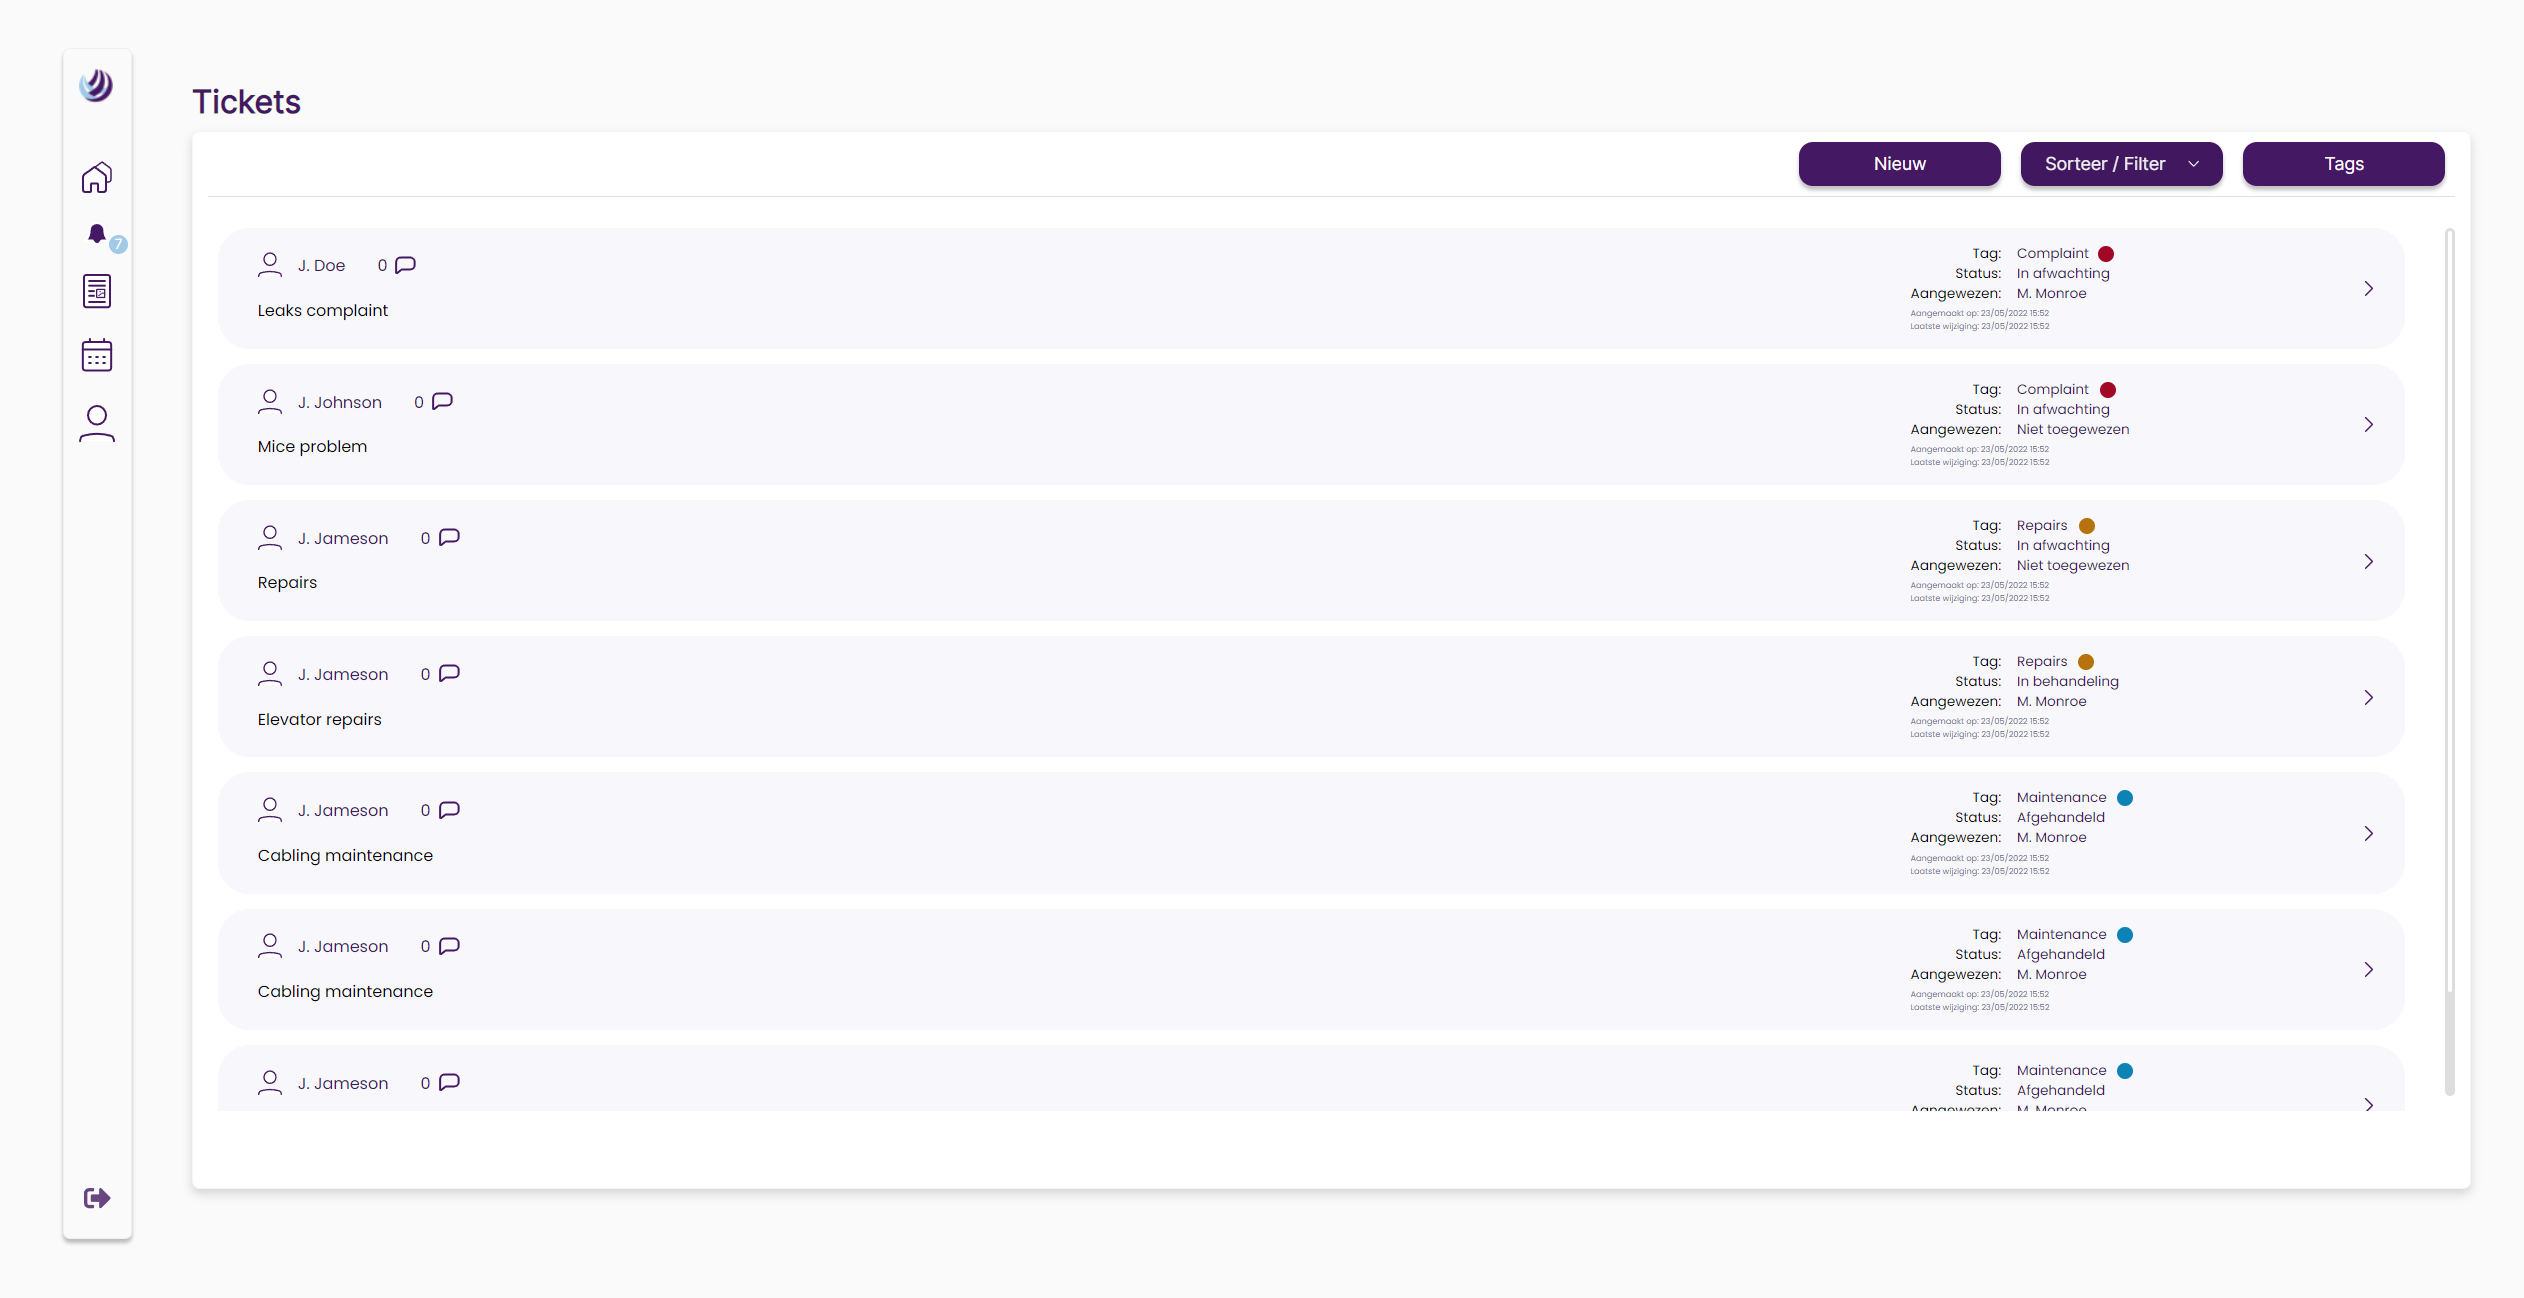 7
Tickets
Nieuw
Sorteer / Filter
Tags
J. Doe 0
Leaks complaint
Tag: Complaint
Status: In afwachting
Aangewezen: M. Monroe
Aangemaakt op: 23/05/2022 15:52
Laatste wijziging: 23/05/2022 15:52
J. Johnson 0
Mice problem
Tag: Complaint
Status: In afwachting
Aangewezen: Niet toegewezen
Aangemaakt op: 23/05/2022 15:52
Laatste wijziging: 23/05/2022 15:52
J. Jameson 0
Repairs
Tag: Repairs
Status: In afwachting
Aangewezen: Niet toegewezen
Aangemaakt op: 23/05/2022 15:52
Laatste wijziging: 23/05/2022 15:52
J. Jameson 0
Elevator repairs
Tag: Repairs
Status: In behandeling
Aangewezen: M. Monroe
Aangemaakt op: 23/05/2022 15:52
Laatste wijziging: 23/05/2022 15:52
J. Jameson 0
Cabling maintenance
Tag: Maintenance
Status: Afgehandeld
Aangewezen: M. Monroe
Aangemaakt op: 23/05/2022 15:52
Laatste wijziging: 23/05/2022 15:52
J. Jameson 0
Cabling maintenance
Tag: Maintenance
Status: Afgehandeld
Aangewezen: M. Monroe
Aangemaakt op: 23/05/2022 15:52
Laatste wijziging: 23/05/2022 15:52
J. Jameson 0
Tag: Maintenance
Status: Afgehandeld
Aangewezen: M. Monroe